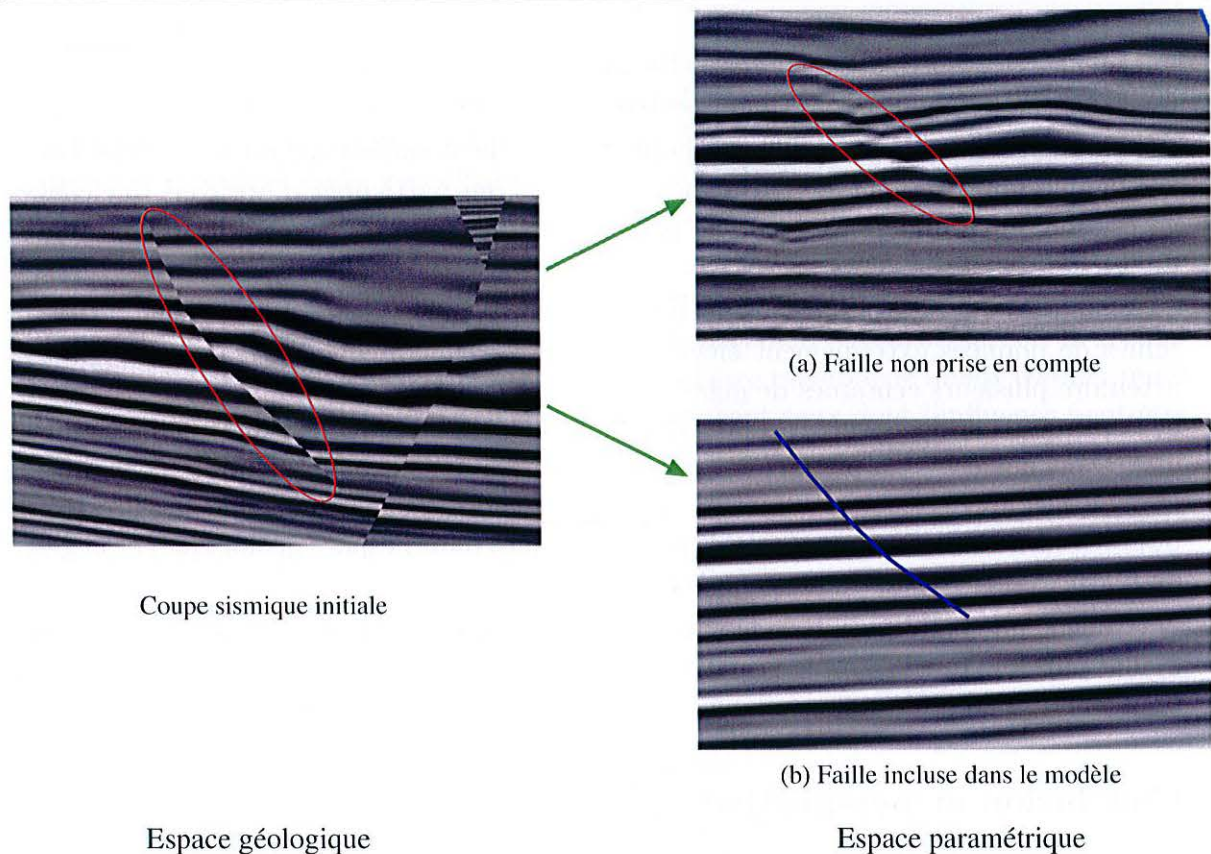 (a) Faille non prise en compte
Coupe sismique initiale
(b) Faille incluse dans le modèle
Espace géologique
Espace paramétrique